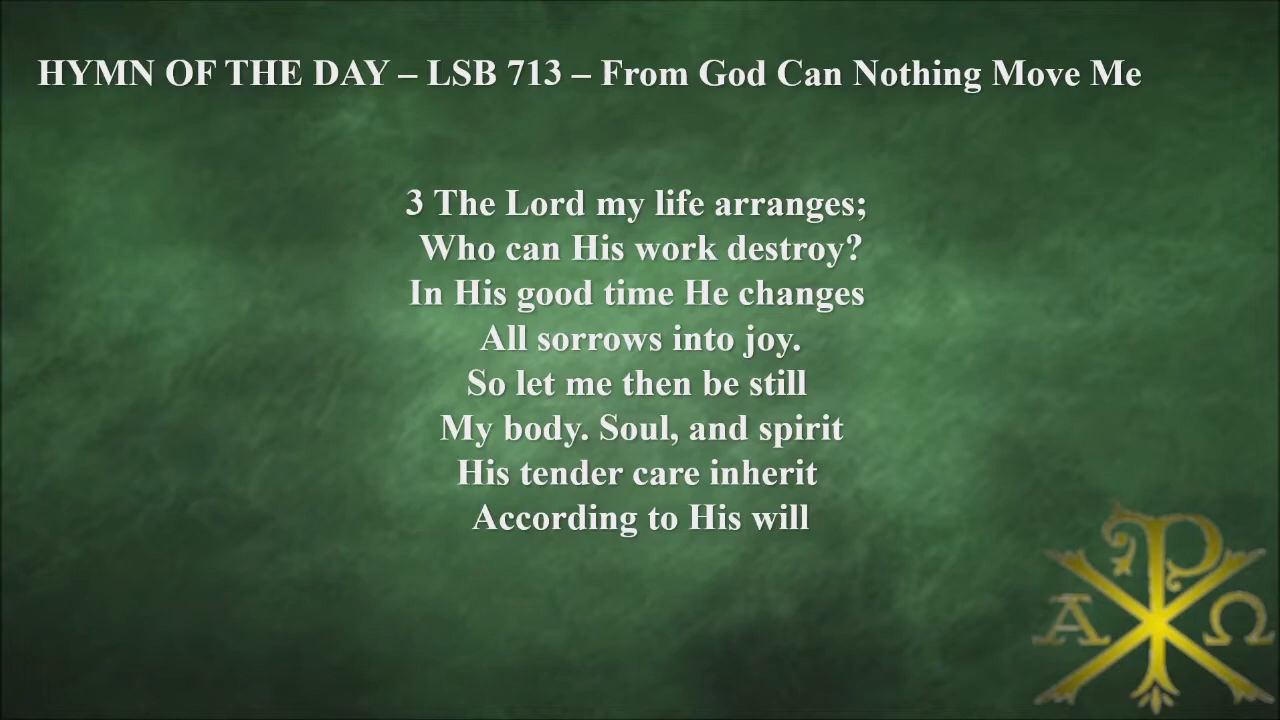 HYMN OF THE DAY – LSB 713 – From God Can Nothing Move Me
3 The Lord my life arranges;
Who can His work destroy?
In His good time He changes
All sorrows into joy.
So let me then be still
My body. Soul, and spirit
His tender care inherit
According to His will
Α Ρ Ω